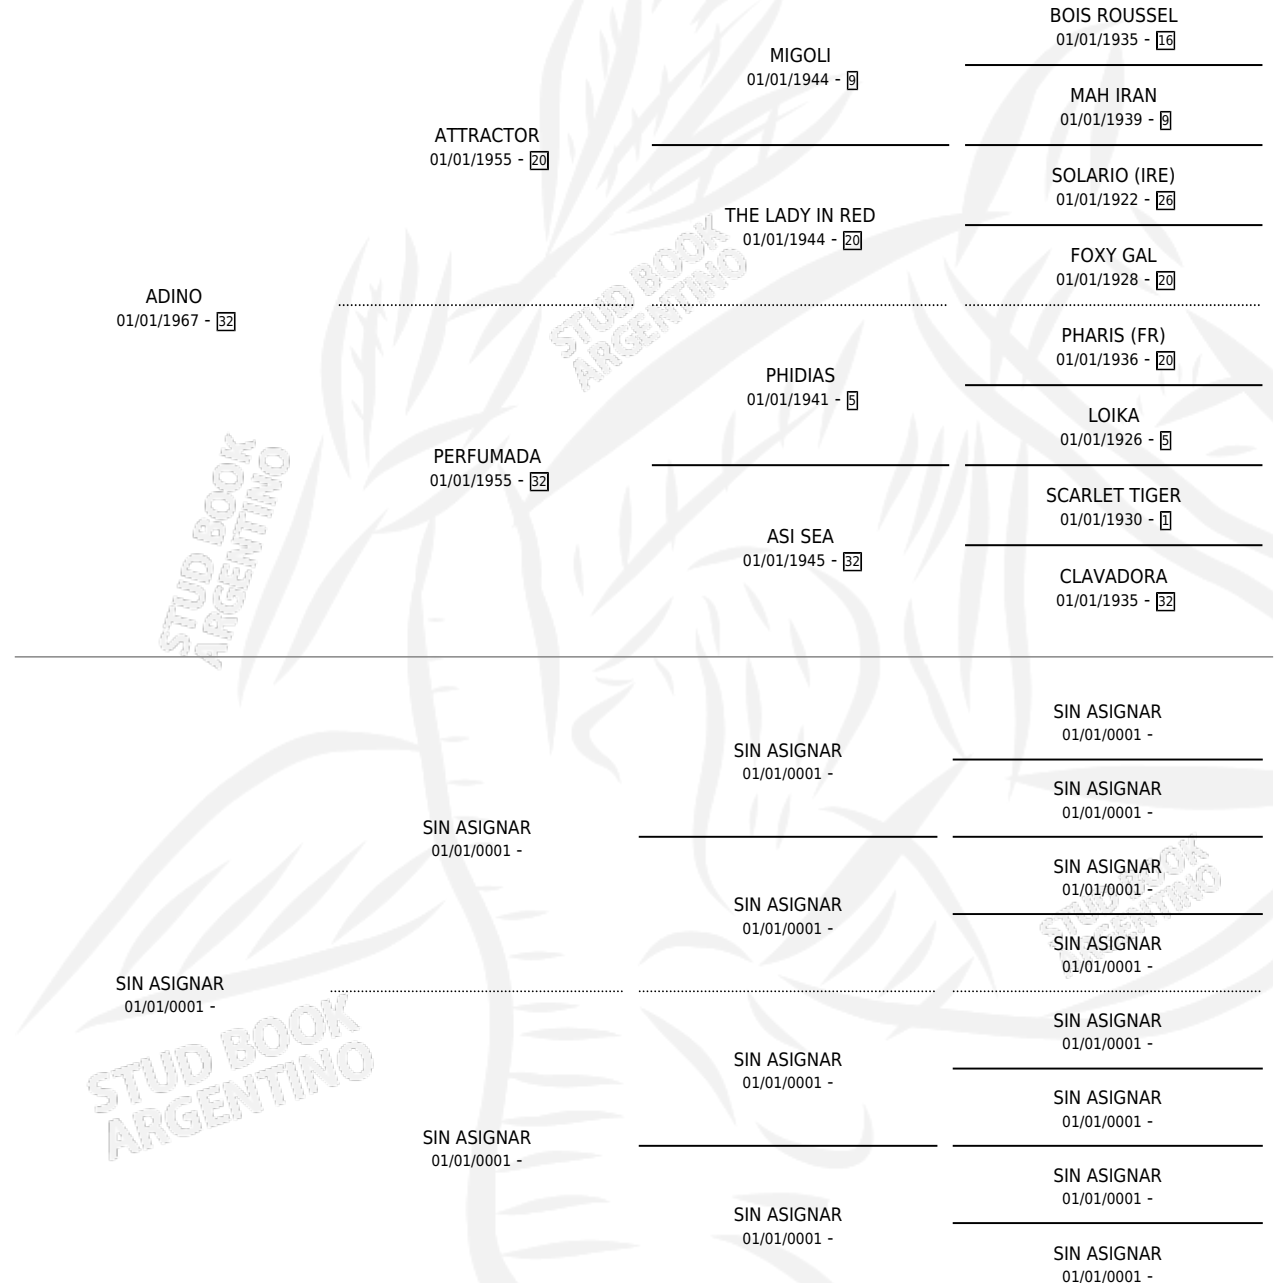 BOIS ROUSSEL
01/01/1935 - 16
MIGOLI
01/01/1944 - 9
MAH IRAN
01/01/1939 - 9
ATTRACTOR
01/01/1955 - 20
SOLARIO (IRE)
01/01/1922 - 26
THE LADY IN RED
01/01/1944 - 20
FOXY GAL
01/01/1928 - 20
ADINO
01/01/1967 - 32
PHARIS (FR)
01/01/1936 - 20
PHIDIAS
01/01/1941 - 5
LOIKA
01/01/1926 - 5
PERFUMADA
01/01/1955 - 32
SCARLET TIGER
01/01/1930 - 1
ASI SEA
01/01/1945 - 32
CLAVADORA
01/01/1935 - 32
STUD BOOK
ARGENTINO
STUD BOOK
ARGENTINO
SIN ASIGNAR
01/01/0001 -
SIN ASIGNAR
01/01/0001 -
SIN ASIGNAR
01/01/0001 -
SIN ASIGNAR
01/01/0001 -
SIN ASIGNAR
01/01/0001 -
SIN ASIGNAR
01/01/0001 -
SIN ASIGNAR
01/01/0001 -
SIN ASIGNAR
01/01/0001 -
SIN ASIGNAR
01/01/0001 -
SIN ASIGNAR
01/01/0001 -
SIN ASIGNAR
01/01/0001 -
SIN ASIGNAR
01/01/0001 -
SIN ASIGNAR
01/01/0001 -
SIN ASIGNAR
01/01/0001 -
SIN ASIGNAR
01/01/0001 -
STUD BOOK
ARGENTINO
STUD BOOK
ARGENTINO